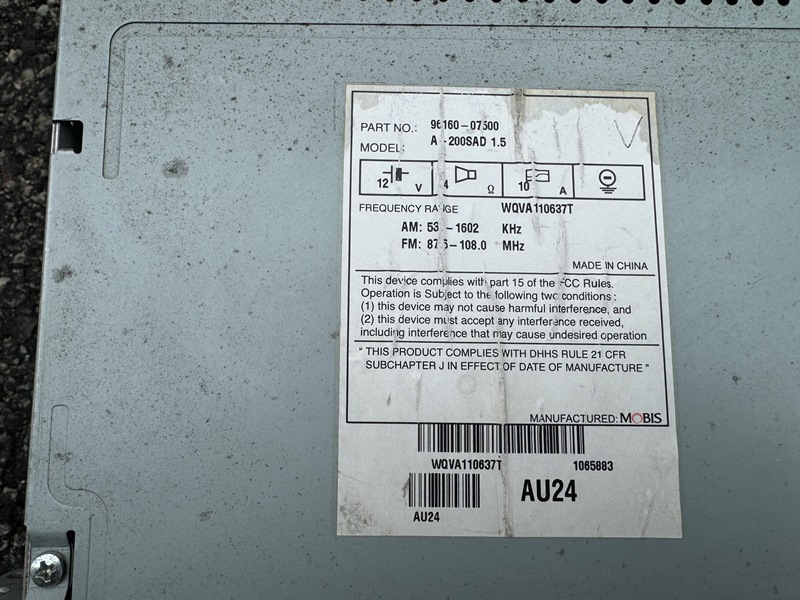 PART NO.: 96160-07500
MODEL: A-200SAD 1.5
12 V 4 Ω 10 A
FREQUENCY RANGE WQVA110637T
AM: 53 -1602 KHz
FM: 87.5-108.0 MHz
MADE IN CHINA
This device complies with part 15 of the FCC Rules.
Operation is Subject to the following two conditions :
(1) this device may not cause harmful interference, and
(2) this device must accept any interference received,
including interference that may cause undesired operation
" THIS PRODUCT COMPLIES WITH DHHS RULE 21 CFR
SUBCHAPTER J IN EFFECT OF DATE OF MANUFACTURE "
MANUFACTURED: MOBIS
WQVA110637T 1065883
AU24
AU24